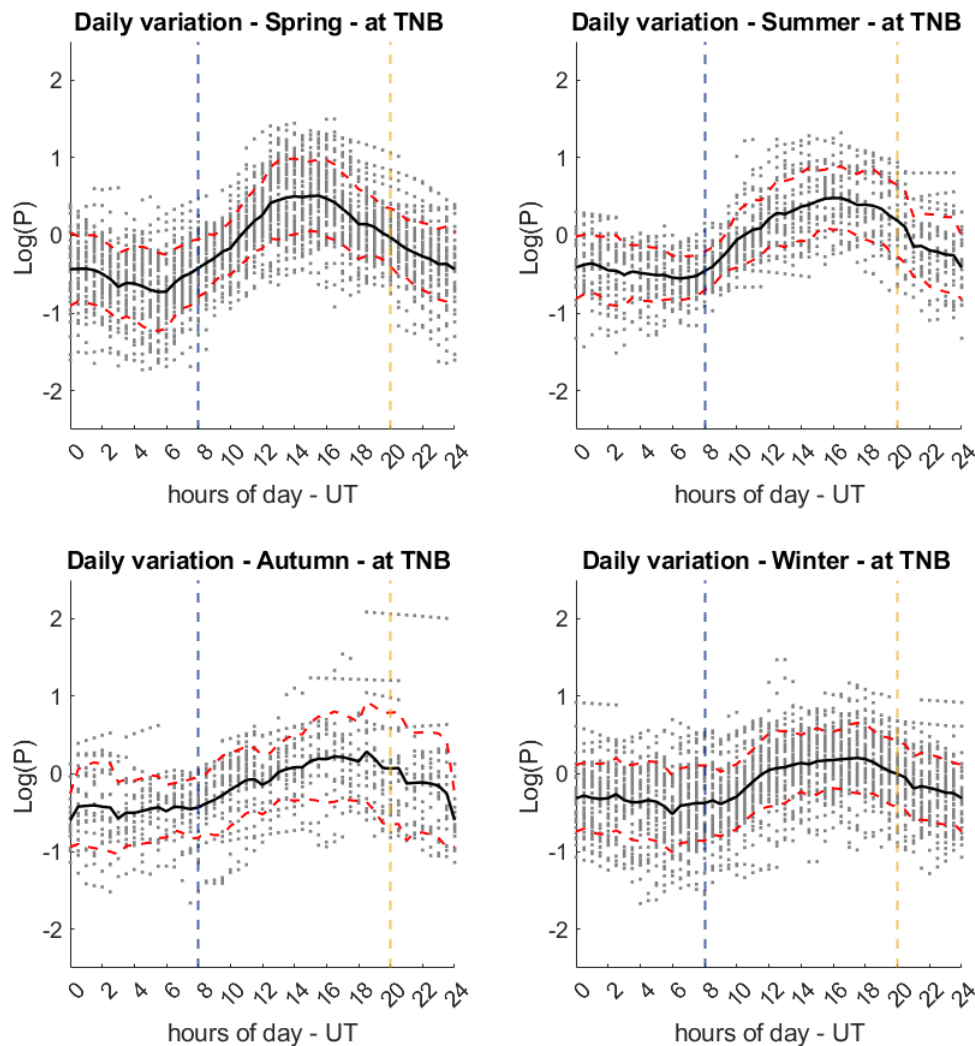 Daily variation - Spring - at TNB
Log(P)
2
1
0
-1
-2
0 2 4 6 8 10 12 14 16 18 20 22 24
hours of day - UT
Daily variation - Summer - at TNB
Log(P)
2
1
0
-1
-2
0 2 4 6 8 10 12 14 16 18 20 22 24
hours of day - UT
Daily variation - Autumn - at TNB
Log(P)
2
1
0
-1
-2
0 2 4 6 8 10 12 14 16 18 20 22 24
hours of day - UT
Daily variation - Winter - at TNB
Log(P)
2
1
0
-1
-2
0 2 4 6 8 10 12 14 16 18 20 22 24
hours of day - UT